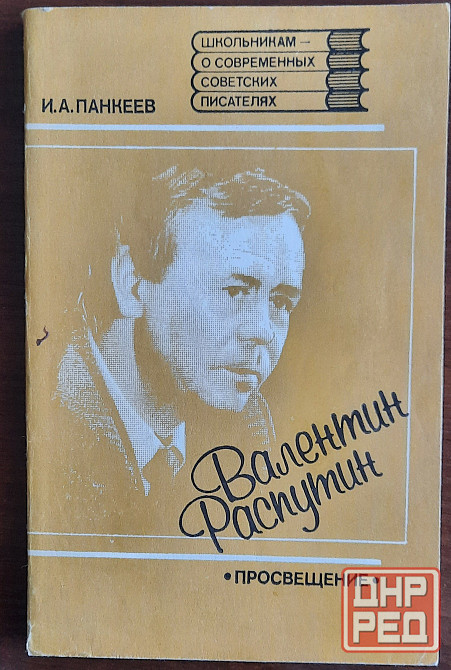 ШКОЛЬНИКАМ –
О СОВРЕМЕННЫХ
СОВЕТСКИХ
ПИСАТЕЛЯХ
И. А. ПАНКЕЕВ
Валентин
Распутин
• ПРОСВЕЩЕНИЕ •
ДНР
РЕД